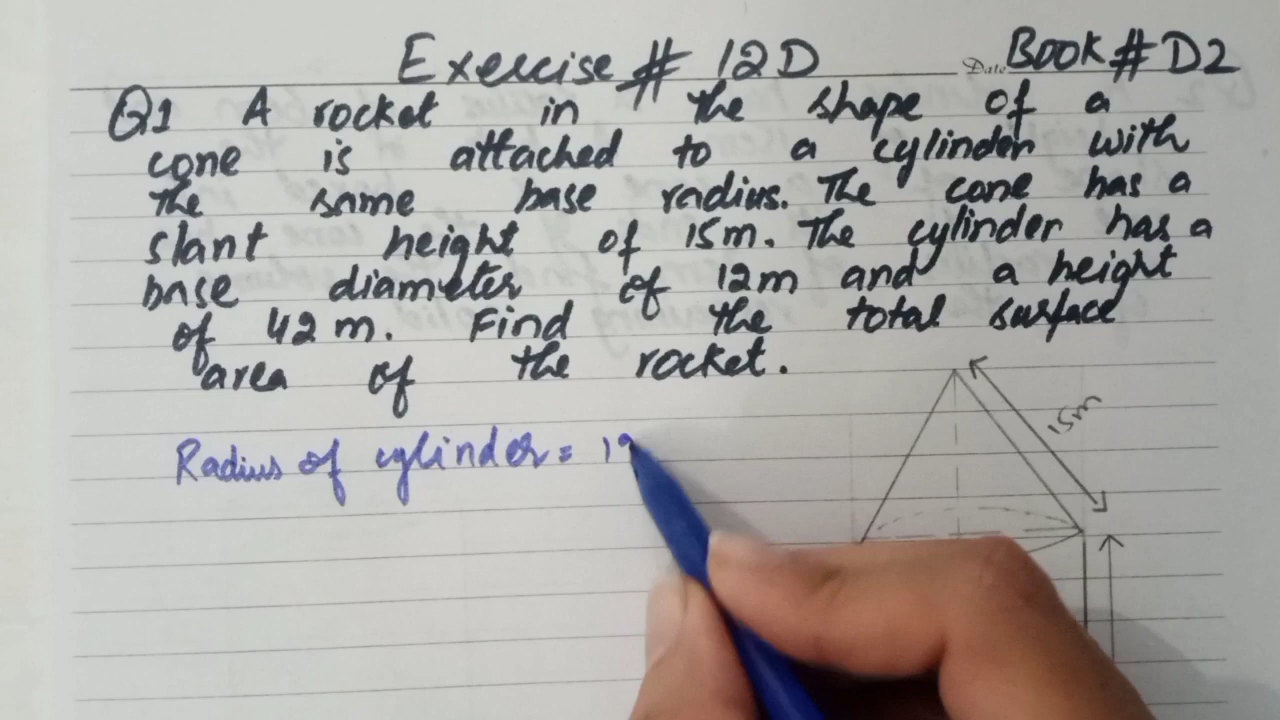 Exercise # 12D Date BOOK # D2
Q1 A rocket in the shape of a
cone is attached to a cylinder with
the same base radius. The cone has a
slant height of 15m. The cylinder has a
base diameter of 12m and a height
of 42m. Find the total surface
area of the rocket.
15m
Radius of cylinder = 1